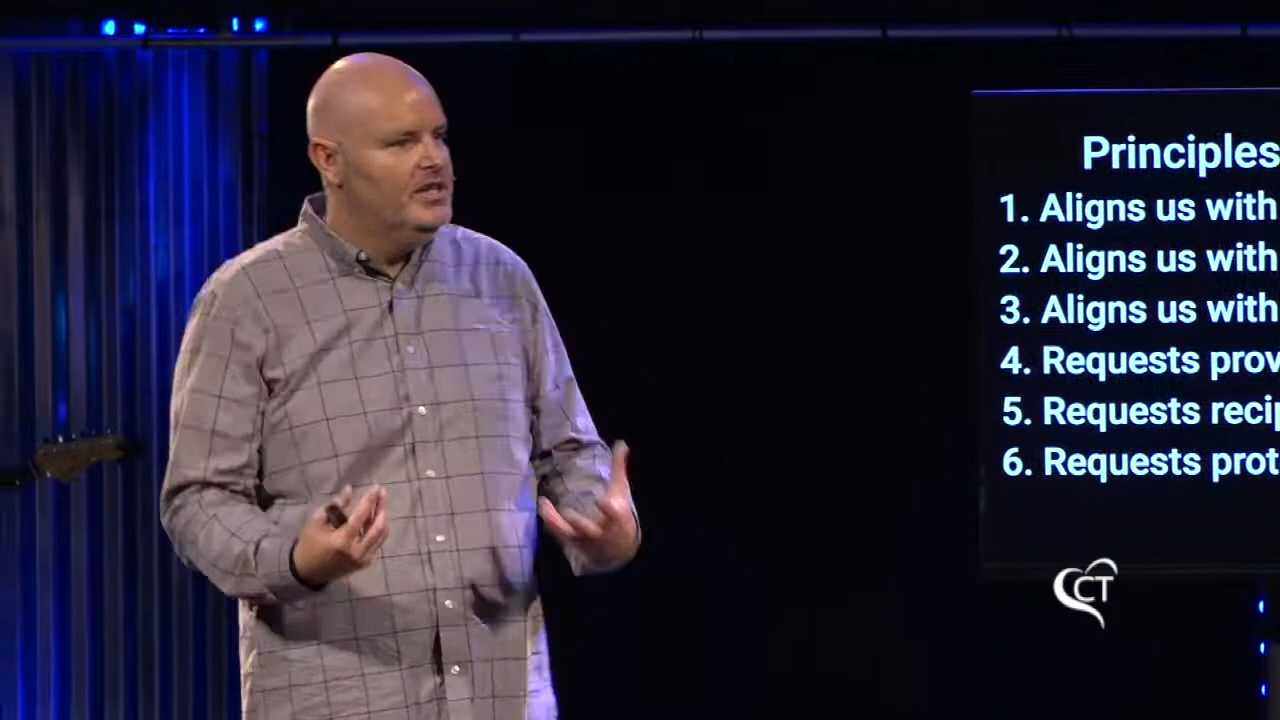 Principles
1. Aligns us with
2. Aligns us with
3. Aligns us with
4. Requests prov
5. Requests recip
6. Requests prot
CT